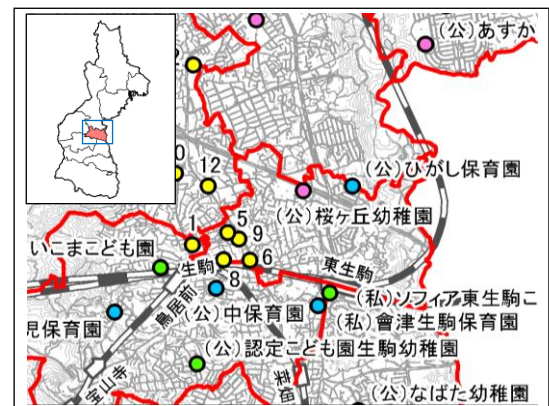 (公)あすか
(公)ひがし保育園
12
(公)桜ヶ丘幼稚園
1
5
9
いこまこども園
生駒
8
6
東生駒
鳥居前
(私)ソフィア東生駒こ
児保育園
(公)中保育園
(私)會津生駒保育園
(公)認定こども園生駒幼稚園
宝山寺
菜畑
(公)なばた幼稚園